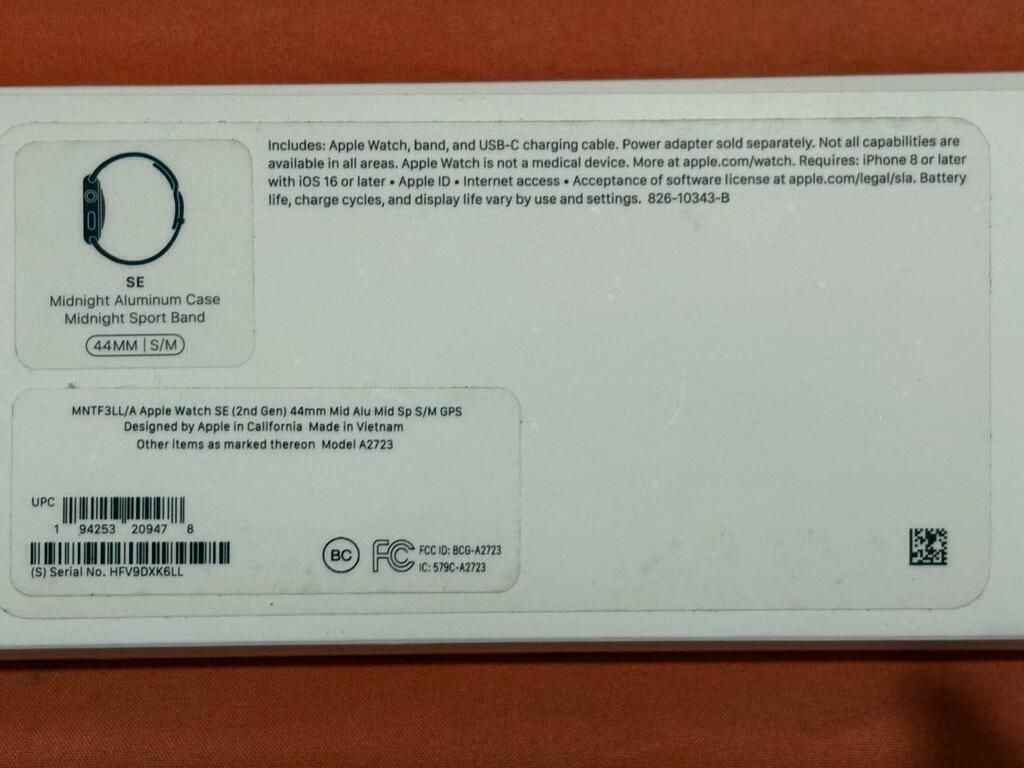 Includes: Apple Watch, band, and USB-C charging cable. Power adapter sold separately. Not all capabilities are
available in all areas. Apple Watch is not a medical device. More at apple.com/watch. Requires: iPhone 8 or later
with iOS 16 or later • Apple ID • Internet access • Acceptance of software license at apple.com/legal/sla. Battery
life, charge cycles, and display life vary by use and settings. 826-10343-B
SE
Midnight Aluminum Case
Midnight Sport Band
44MM | S/M
MNTF3LL/A Apple Watch SE (2nd Gen) 44mm Mid Alu Mid Sp S/M GPS
Designed by Apple in California Made in Vietnam
Other items as marked thereon Model A2723
UPC
1 94253 20947 8
(S) Serial No. HFV9DXK6LL
BC
FC
FCC ID: BCG-A2723
IC: 579C-A2723